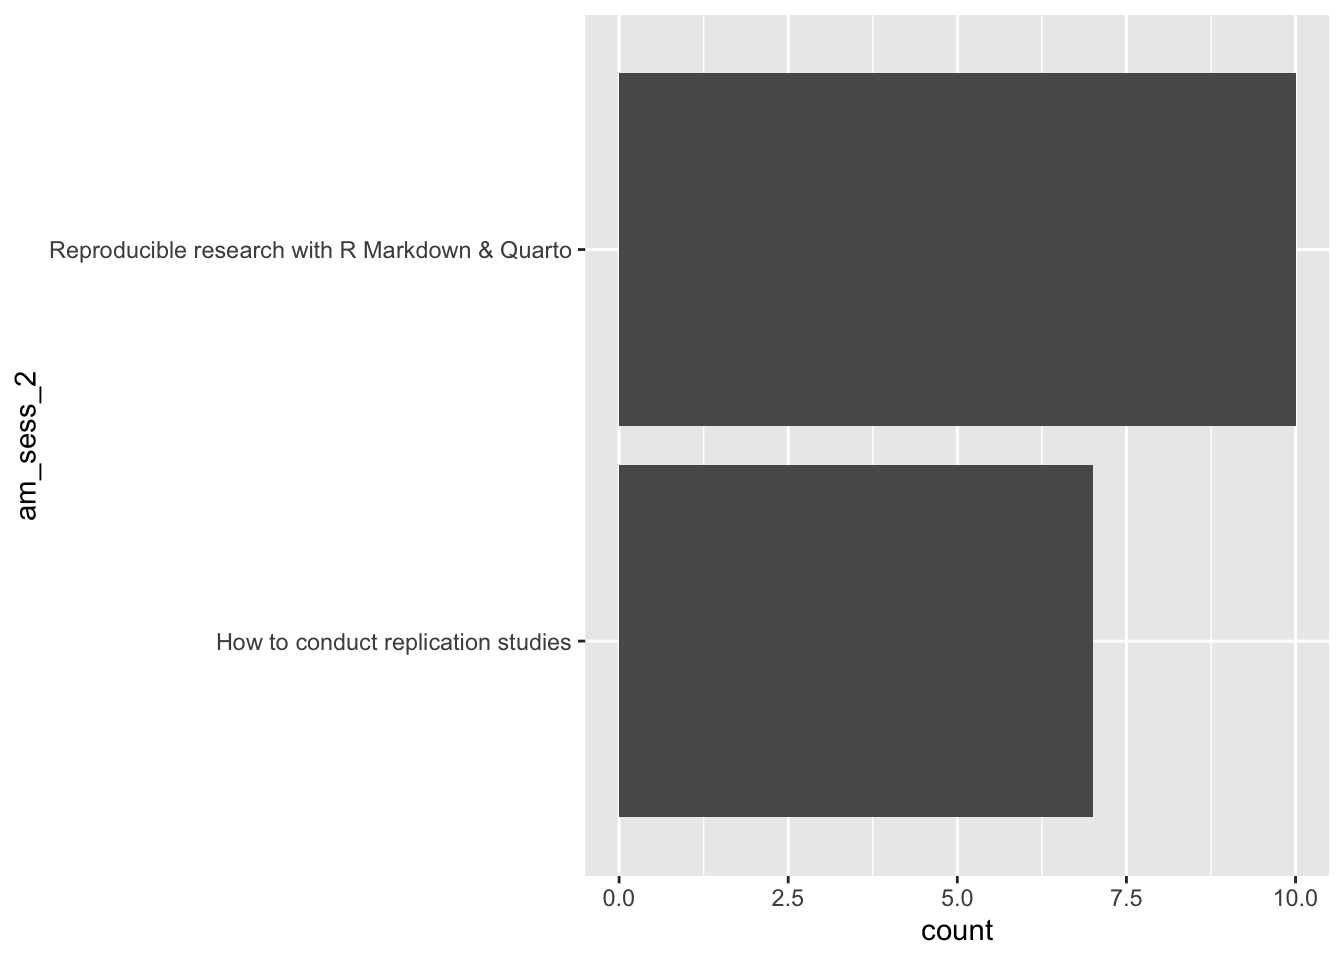 am_sess_2
Reproducible research with R Markdown & Quarto
How to conduct replication studies
0.0 2.5 5.0 7.5 10.0
count